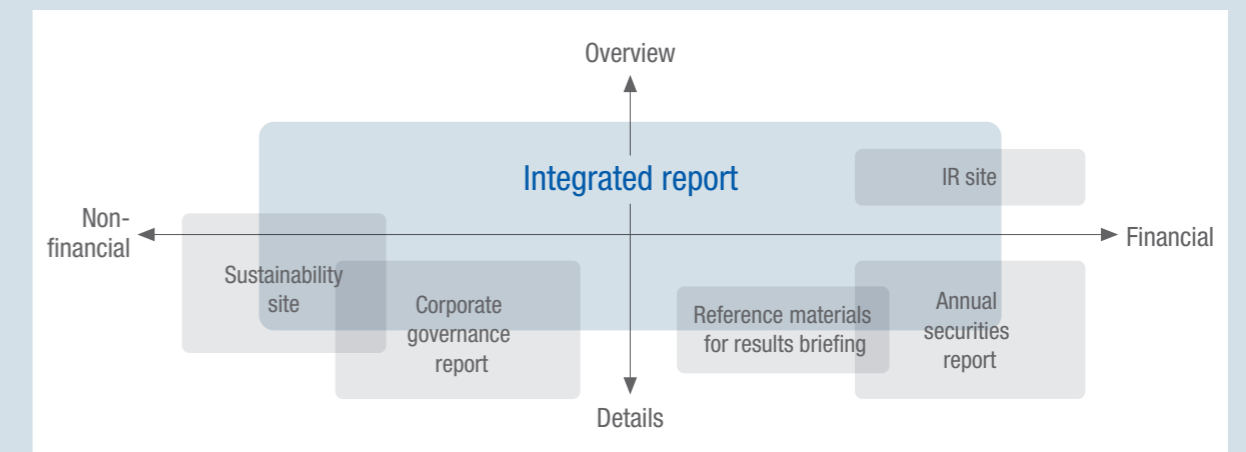 Overview
Integrated report
IR site
Non-
financial
Financial
Sustainability
site
Corporate
governance
report
Reference materials
for results briefing
Annual
securities
report
Details